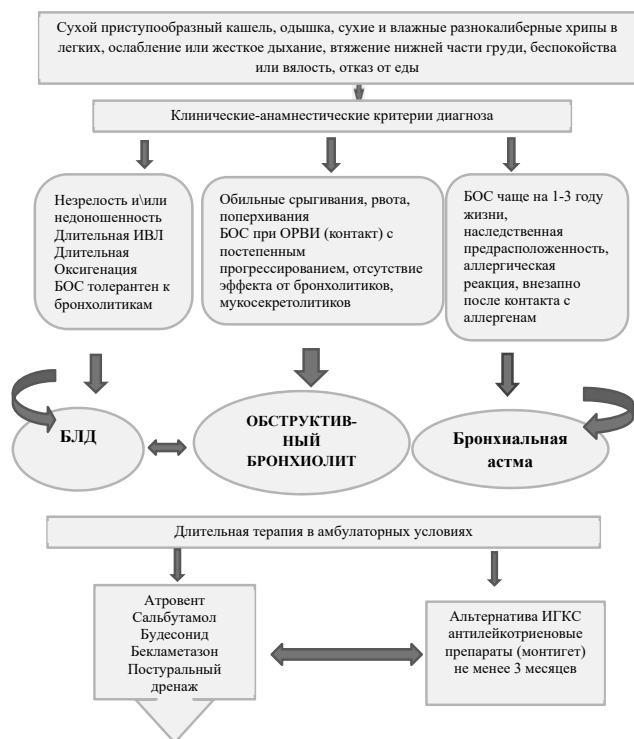 Сухой приступообразный кашель, одышка, сухие и влажные разнокалиберные хрипы в
легких, ослабление или жесткое дыхание, втяжение нижней части груди, беспокойства
или вялость, отказ от еды
Клинические-анамнестические критерии диагноза
Незрелость и\или
недоношенность
Длительная ИВЛ
Длительная
Оксигенация
БОС толерантен к
бронхолитикам
Обильные срыгивания, рвота,
поперхивания
БОС при ОРВИ (контакт) с
постепенным
прогрессированием, отсутствие
эффекта от бронхолитиков,
мукосекретолитиков
БОС чаще на 1-3 году
жизни,
наследственная
предрасположенность,
аллергическая
реакция, внезапно
после контакта с
аллергенам
БЛД
ОБСТРУКТИВ-
НЫЙ
БРОНХИОЛИТ
Бронхиальная
астма
Длительная терапия в амбулаторных условиях
Атровент
Сальбутамол
Будесонид
Бекламетазон
Постуральный
дренаж
Альтернатива ИГКС
антилейкотриеновые
препараты (монтигет)
не менее 3 месяцев